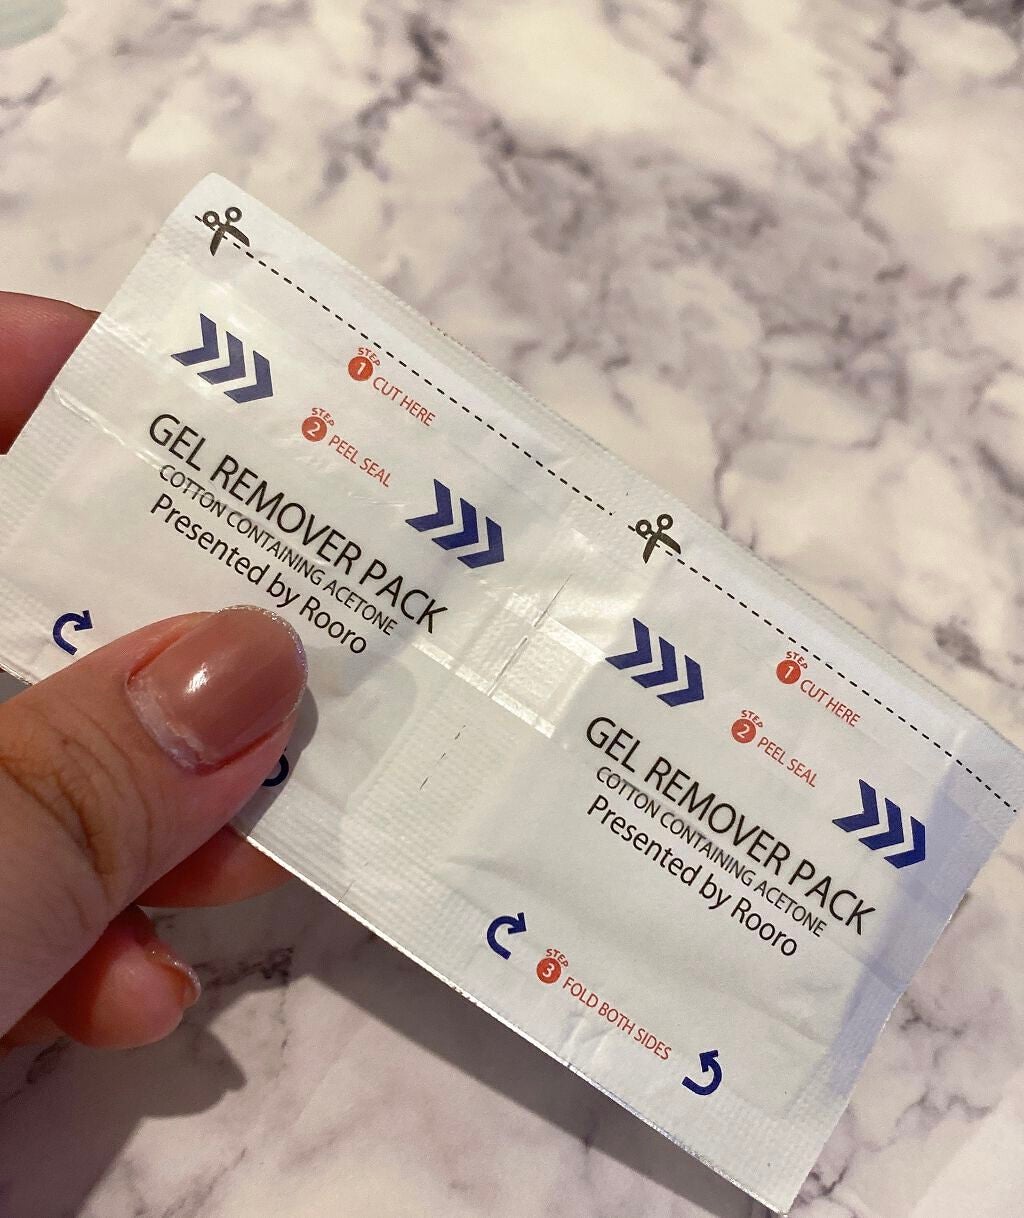 STEP
1 CUT HERE
STEP
2 PEEL SEAL
GEL REMOVER PACK
COTTON CONTAINING ACETONE
Presented by Rooro
STEP
1 CUT HERE
STEP
2 PEEL SEAL
GEL REMOVER PACK
COTTON CONTAINING ACETONE
Presented by Rooro
STEP
3 FOLD BOTH SIDES